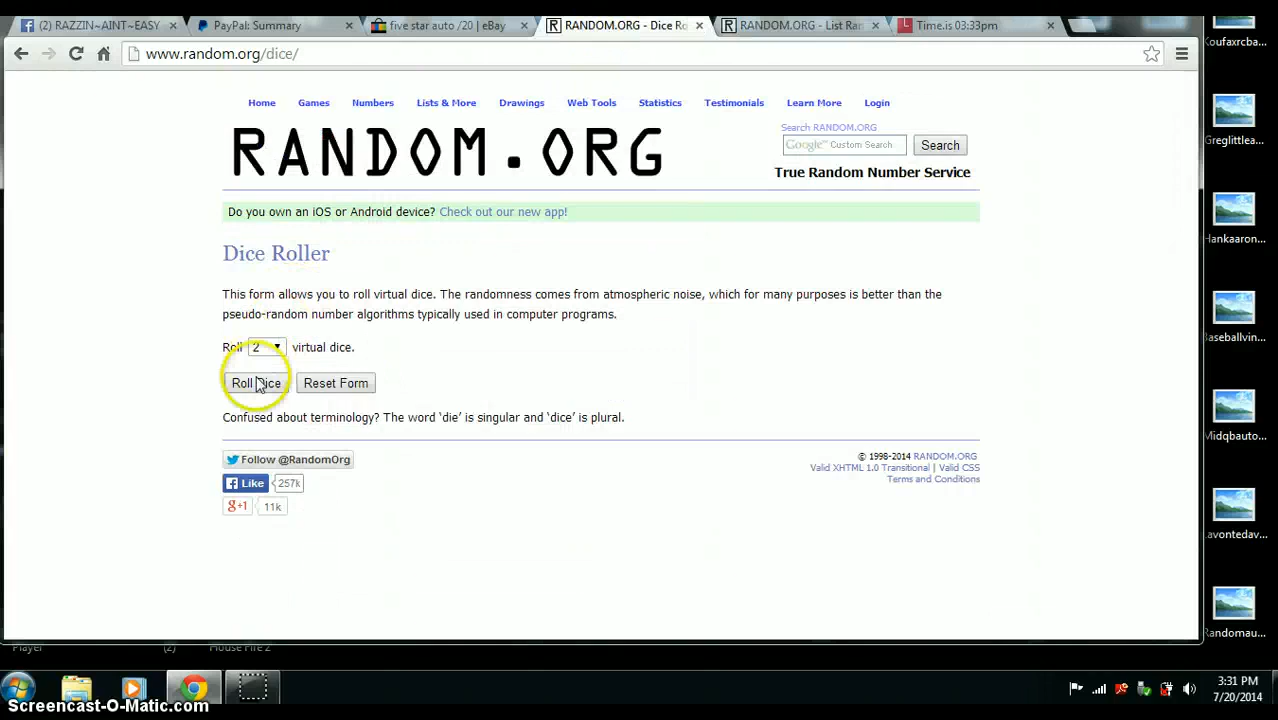 (2) RAZZIN~AINT~EASY
PayPal: Summary
five star auto /20 | eBay
RANDOM.ORG - Dice Ro
RANDOM.ORG - List Ran
Time.is 03:33pm
www.random.org/dice/
Home Games Numbers Lists & More Drawings Web Tools Statistics Testimonials Learn More Login
RANDOM.ORG
Search RANDOM.ORG
Google™ Custom Search
Search
True Random Number Service
Do you own an iOS or Android device? Check out our new app!
Dice Roller
This form allows you to roll virtual dice. The randomness comes from atmospheric noise, which for many purposes is better than the
pseudo-random number algorithms typically used in computer programs.
Roll 2 virtual dice.
Roll Dice Reset Form
Confused about terminology? The word ‘die’ is singular and ‘dice’ is plural.
Follow @RandomOrg
Like 257k
g+1 11k
© 1998-2014 RANDOM.ORG
Valid XHTML 1.0 Transitional | Valid CSS
Terms and Conditions
Koufaxrcba...
Greglittlea...
Hankaaron...
Baseballvin...
Midqbauto...
Lavontedav...
Randomau...
Player (2) House Fire 2
3:31 PM
7/20/2014
Screencast-O-Matic.com